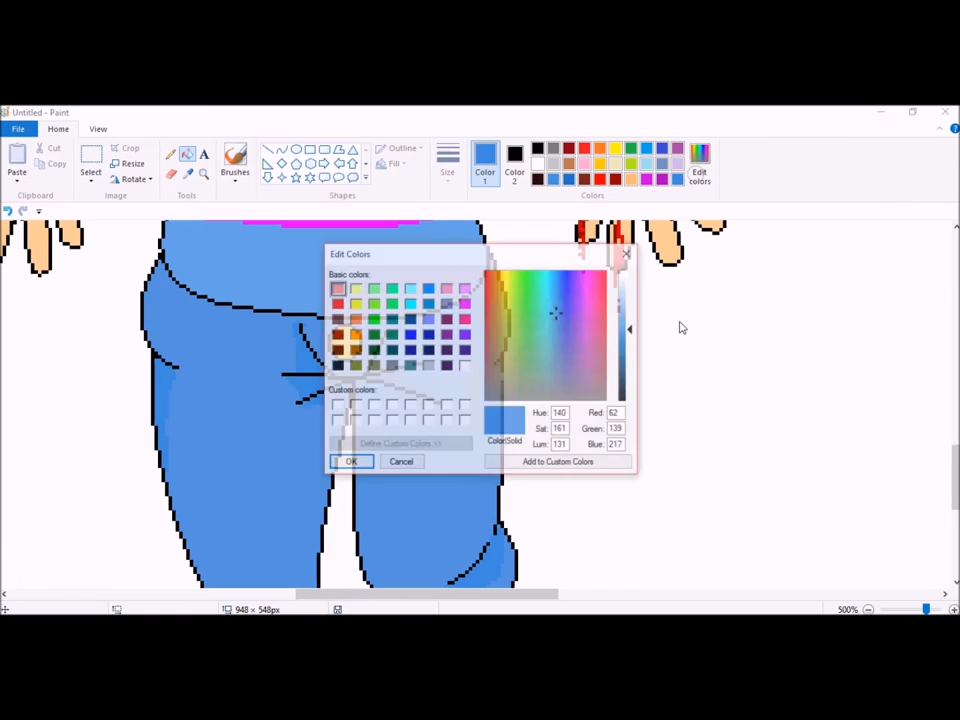 Untitled - Paint
File Home View
Paste
Cut
Copy
Clipboard
Select
Crop
Resize
Rotate
Image
A
Tools
Brushes
Outline
Fill
Shapes
Size
Color 1
Color 2
Edit colors
Colors
Edit Colors
Basic colors:
Custom colors:
Define Custom Colors >>
OK Cancel
Color|Solid
Hue: 140 Red: 62
Sat: 161 Green: 139
Lum: 131 Blue: 217
Add to Custom Colors
948 × 548px
500%